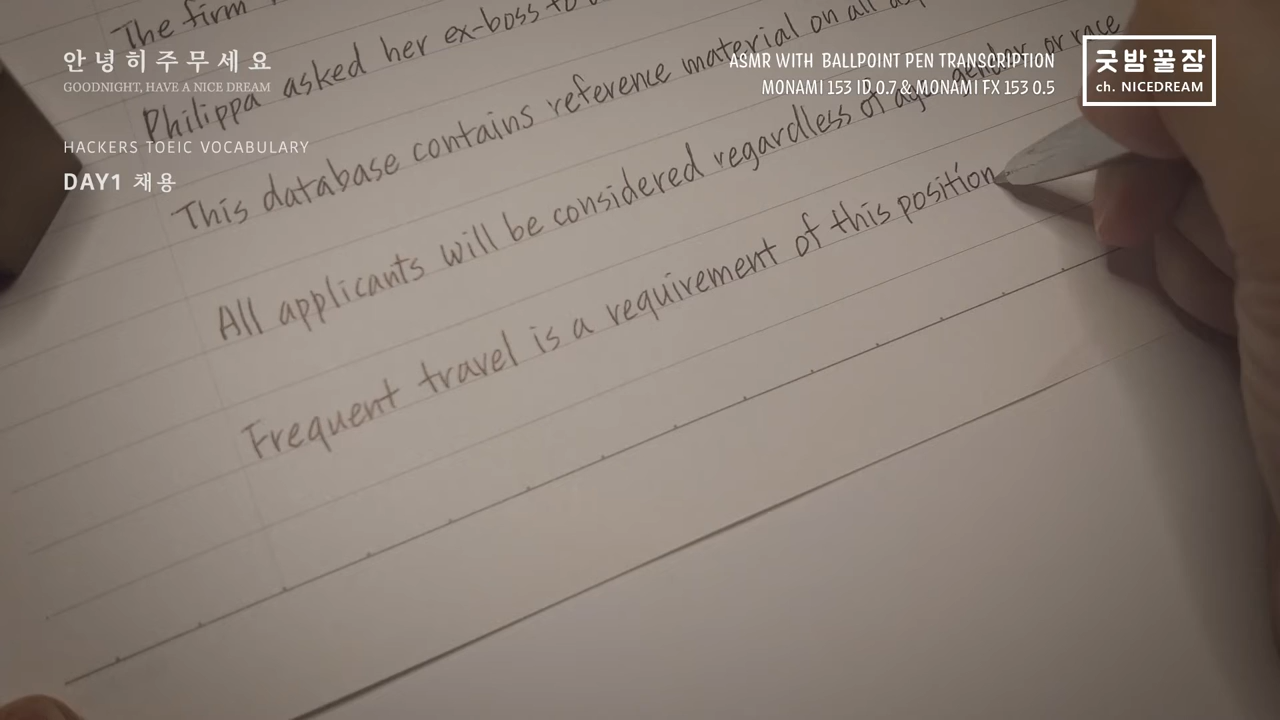 안녕히주무세요
GOODNIGHT, HAVE A NICE DREAM
HACKERS TOEIC VOCABULARY
DAY1 채용
ASMR WITH BALLPOINT PEN TRANSCRIPTION
MONAMI 153 ID 0.7 & MONAMI FX 153 0.5
굿밤꿀잠
ch. NICEDREAM
The firm
Philippa asked her ex-boss to
This database contains reference material on all
All applicants will be considered regardless of age, gender, or race
Frequent travel is a requirement of this position